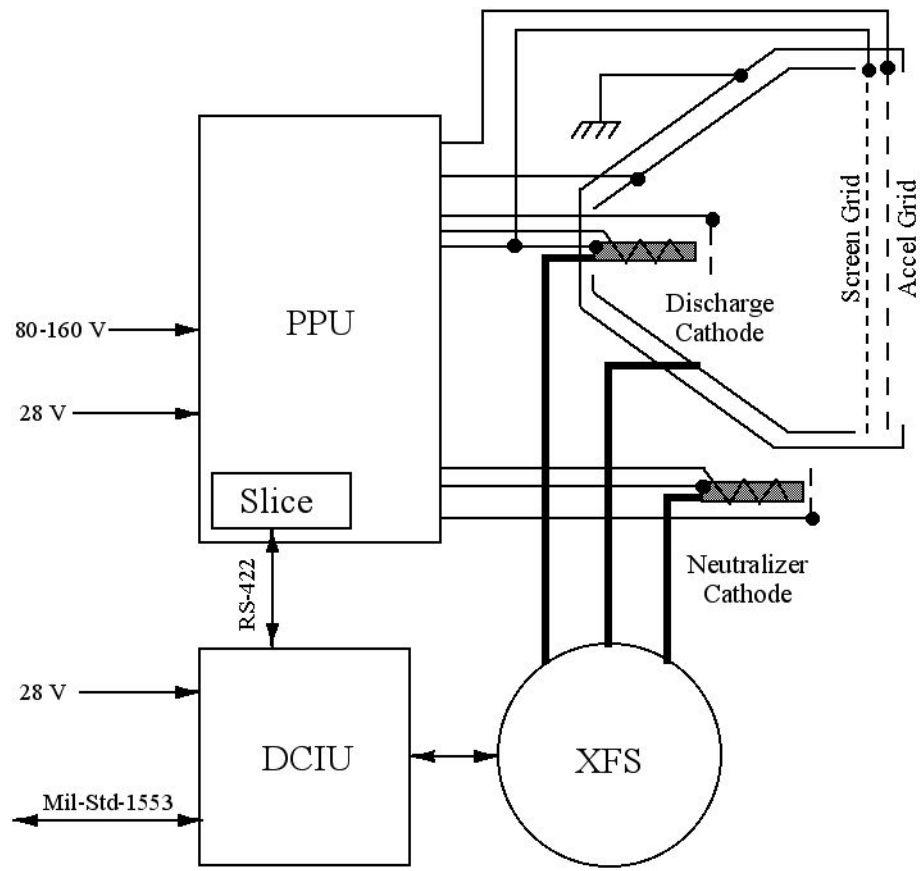 Screen Grid
Accel Grid
PPU
Discharge
Cathode
80-160 V
28 V
Slice
Neutralizer
Cathode
RS-422
28 V
DCIU
XFS
Mil-Std-1553